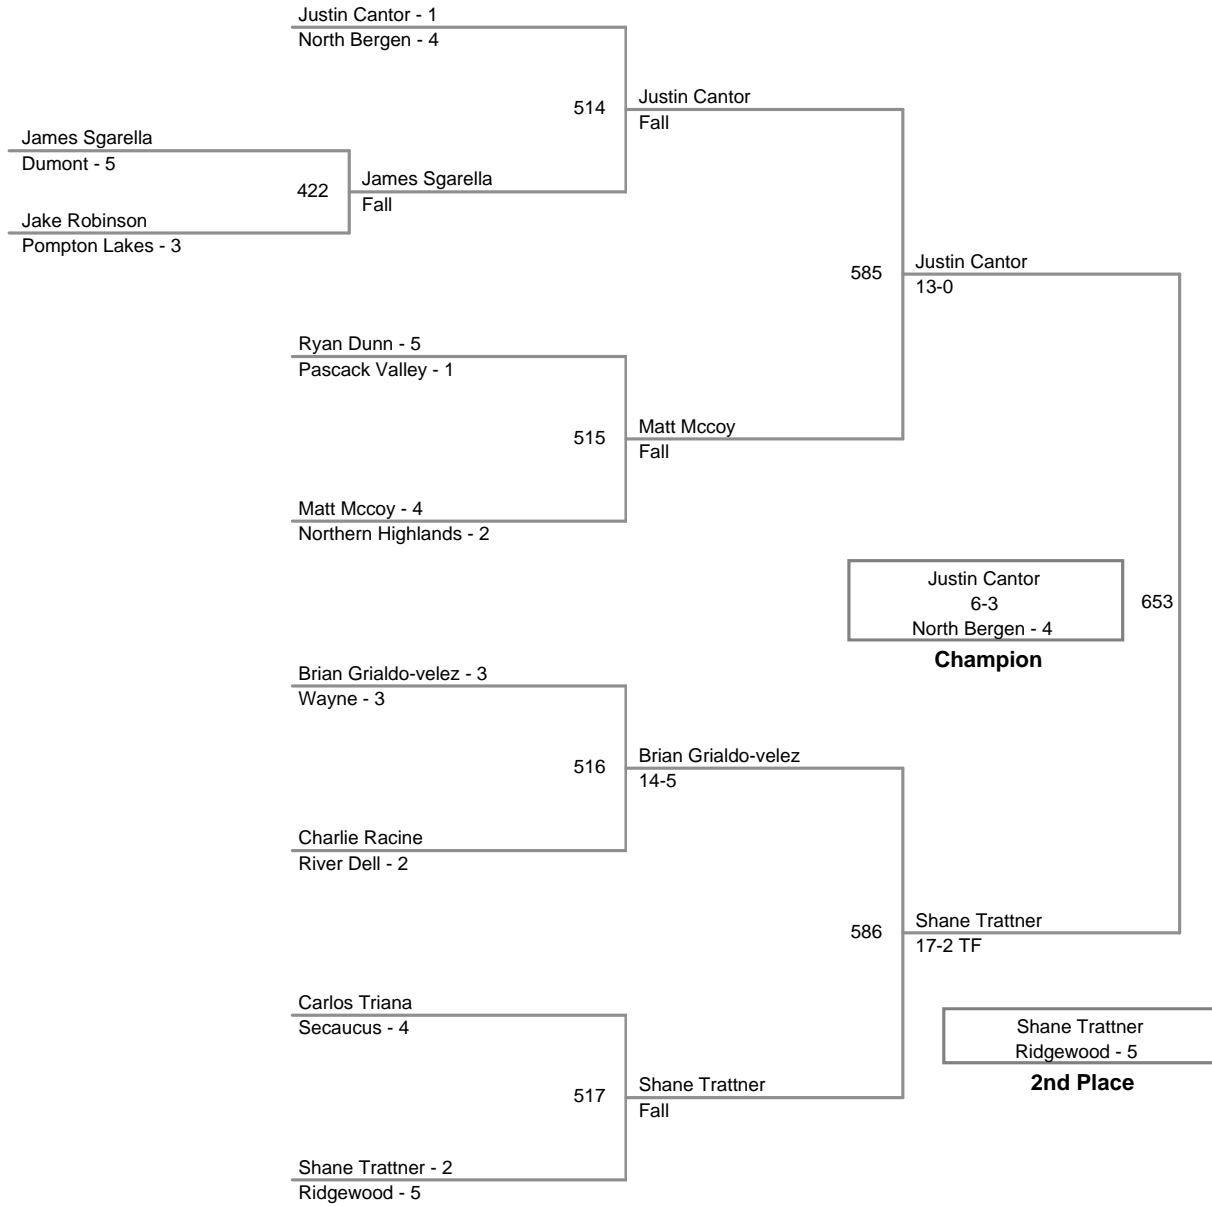 Justin Cantor - 1
North Bergen - 4
514
Justin Cantor
Fall
James Sgarella
Dumont - 5
422
James Sgarella
Fall
Jake Robinson
Pompton Lakes - 3
585
Justin Cantor
13-0
Ryan Dunn - 5
Pascack Valley - 1
515
Matt Mccoy
Fall
Matt Mccoy - 4
Northern Highlands - 2
Justin Cantor
6-3
North Bergen - 4
Champion
653
Brian Grialdo-velez - 3
Wayne - 3
516
Brian Grialdo-velez
14-5
Charlie Racine
River Dell - 2
586
Shane Trattner
17-2 TF
Carlos Triana
Secaucus - 4
Shane Trattner
Ridgewood - 5
2nd Place
517
Shane Trattner
Fall
Shane Trattner - 2
Ridgewood - 5